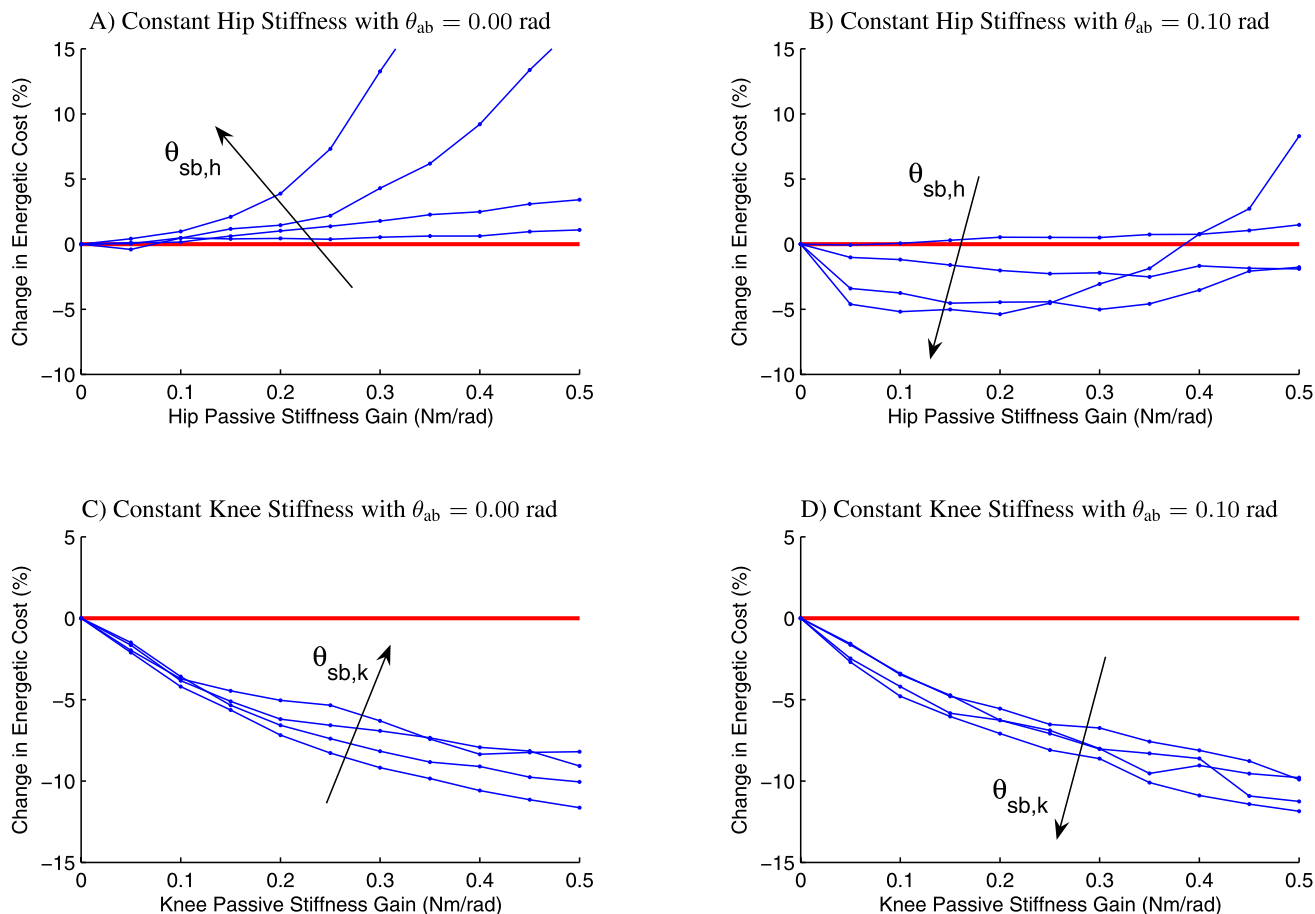 A) Constant Hip Stiffness with θab = 0.00 rad
15
10
5
0
−5
−10
Change in Energetic Cost (%)
θsb,h
0 0.1 0.2 0.3 0.4 0.5
Hip Passive Stiffness Gain (Nm/rad)
B) Constant Hip Stiffness with θab = 0.10 rad
15
10
5
0
−5
−10
Change in Energetic Cost (%)
θsb,h
0 0.1 0.2 0.3 0.4 0.5
Hip Passive Stiffness Gain (Nm/rad)
C) Constant Knee Stiffness with θab = 0.00 rad
5
0
−5
−10
−15
Change in Energetic Cost (%)
θsb,k
0 0.1 0.2 0.3 0.4 0.5
Knee Passive Stiffness Gain (Nm/rad)
D) Constant Knee Stiffness with θab = 0.10 rad
5
0
−5
−10
−15
Change in Energetic Cost (%)
θsb,k
0 0.1 0.2 0.3 0.4 0.5
Knee Passive Stiffness Gain (Nm/rad)